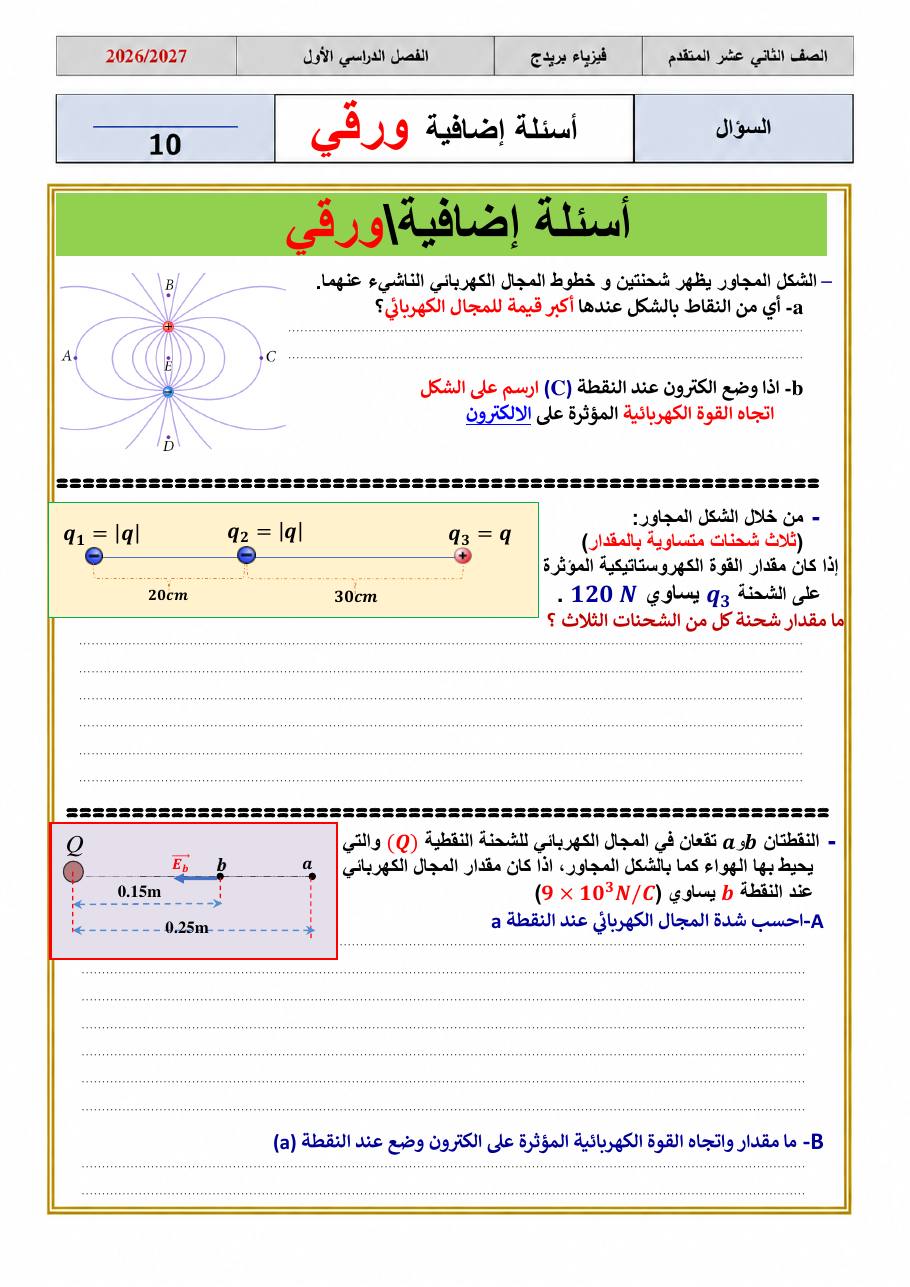 الصف الثاني عشر المتقدم فيزياء بريدج الفصل الدراسي الأول 2026/2027
السؤال أسئلة إضافية ورقي 10
أسئلة إضافية\ورقي
– الشكل المجاور يظهر شحنتين و خطوط المجال الكهربائي الناشيء عنهما.
a- أي من النقاط بالشكل عندها أكبر قيمة للمجال الكهربائي؟
b- اذا وضع الكترون عند النقطة (C) ارسم على الشكل
اتجاه القوة الكهربائية المؤثرة على الالكترون
B
+
A E C
-
D
- من خلال الشكل المجاور:
(ثلاث شحنات متساوية بالمقدار)
إذا كان مقدار القوة الكهروستاتيكية المؤثرة
على الشحنة q₃ يساوي 120 N .
ما مقدار شحنة كل من الشحنات الثلاث ؟
q₁ = |q| q₂ = |q| q₃ = q
20cm 30cm
- النقطتان a و b تقعان في المجال الكهربائي للشحنة النقطية (Q) والتي
يحيط بها الهواء كما بالشكل المجاور، اذا كان مقدار المجال الكهربائي
عند النقطة b يساوي (9 × 10³N/C)
A-احسب شدة المجال الكهربائي عند النقطة a
Q
E⃗b b a
0.15m
0.25m
B- ما مقدار واتجاه القوة الكهربائية المؤثرة على الكترون وضع عند النقطة (a)